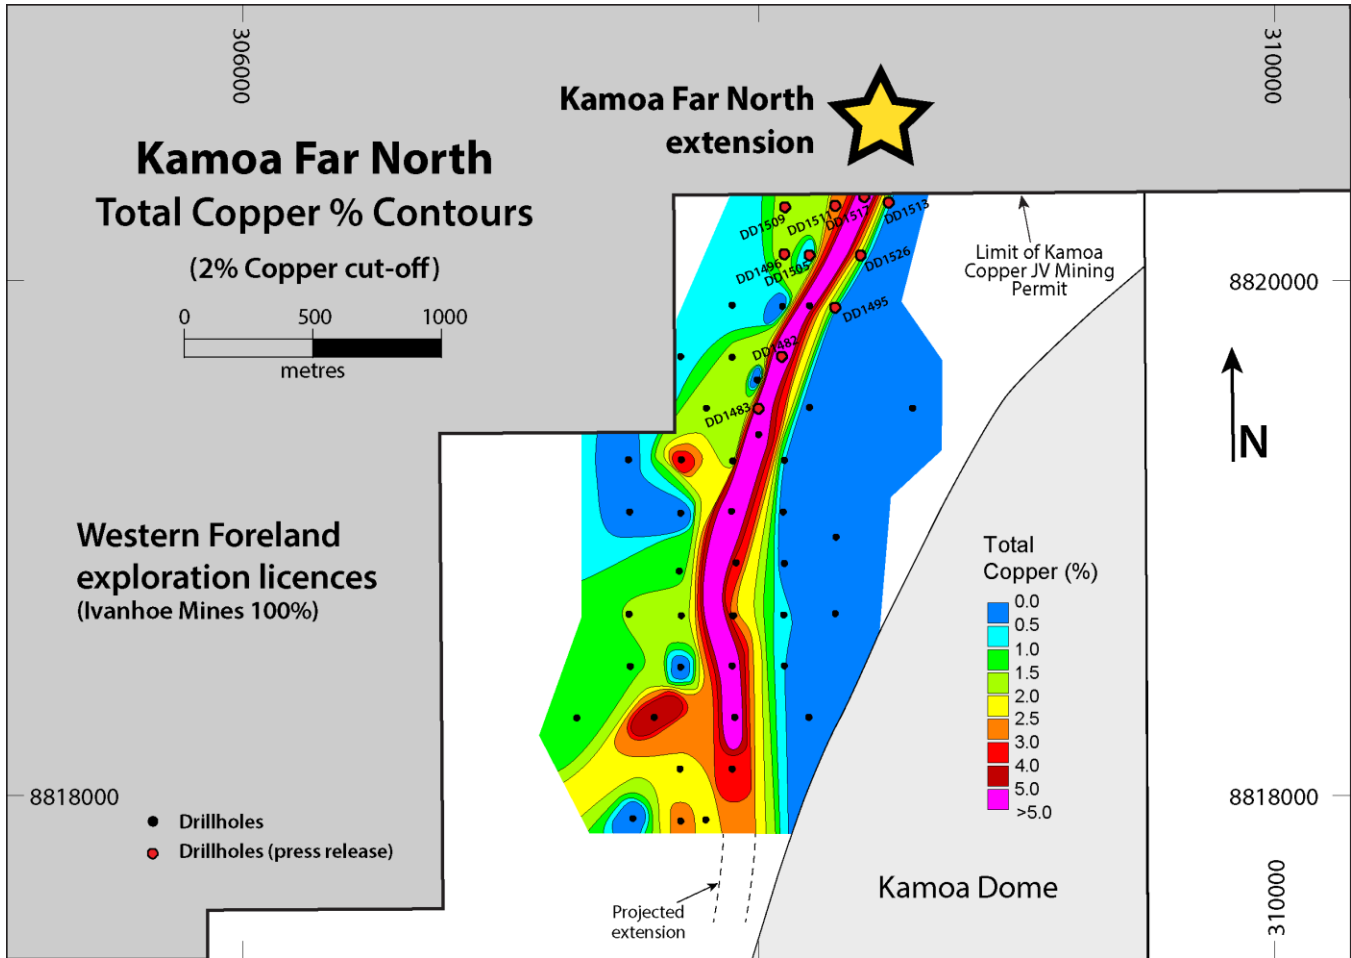 306000
310000
Kamoa Far North
extension
Kamoa Far North
Total Copper % Contours
(2% Copper cut-off)
0 500 1000
metres
DD1509
DD1511
DD1512
DD1513
DD1496
DD1505
DD1526
DD1495
DD1482
DD1483
Limit of Kamoa
Copper JV Mining
Permit
8820000
N
Western Foreland
exploration licences
(Ivanhoe Mines 100%)
Total
Copper (%)
0.0
0.5
1.0
1.5
2.0
2.5
3.0
4.0
5.0
>5.0
8818000
8818000
Drillholes
Drillholes (press release)
Projected
extension
Kamoa Dome
310000